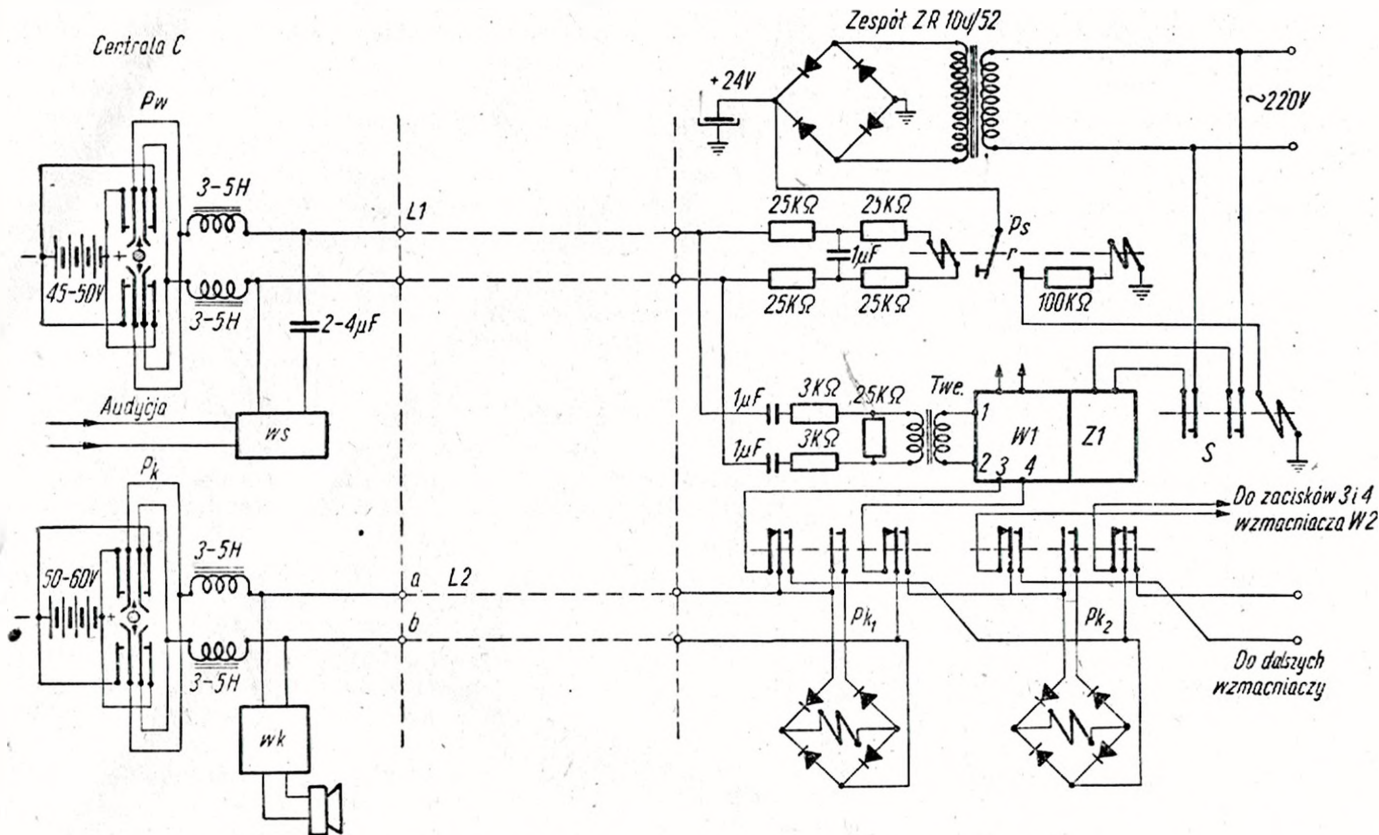 Zespół ZR 10y/52
Centrala C
Pw
+24V
~220V
3-5H
L1
25KΩ
25KΩ
Ps
1μF
r
- 45-50V +
3-5H
2-4μF
25KΩ
25KΩ
100KΩ
Audycja
ws
1μF
3KΩ
25KΩ
Twe.
1
W1
Z1
1μF
3KΩ
2
3
4
S
Pk
Do zacisków 3 i 4
wzmacniacza W2
3-5H
- 50-60V +
a
L2
b
Pk1
Pk2
3-5H
Do dalszych
wzmacniaczy
wk